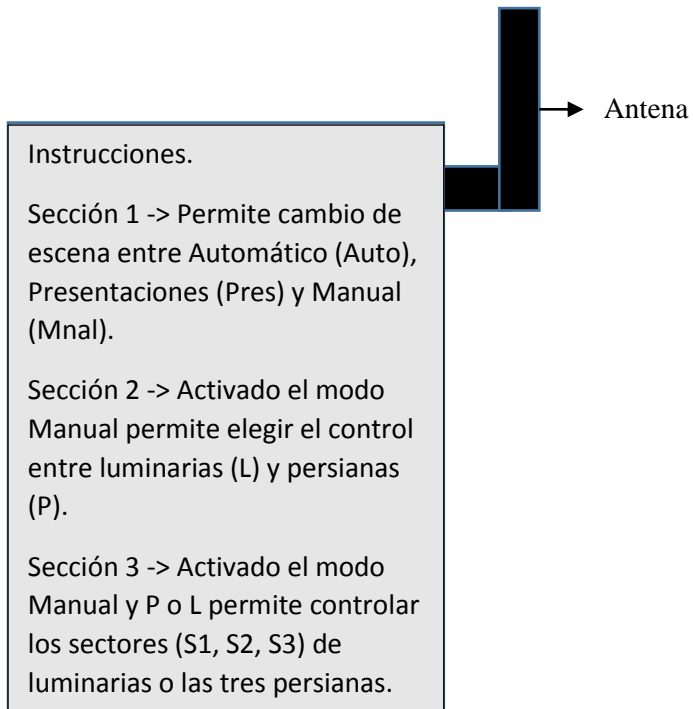 Antena
Instrucciones.
Sección 1 -> Permite cambio de
escena entre Automático (Auto),
Presentaciones (Pres) y Manual
(Mnal).
Sección 2 -> Activado el modo
Manual permite elegir el control
entre luminarias (L) y persianas
(P).
Sección 3 -> Activado el modo
Manual y P o L permite controlar
los sectores (S1, S2, S3) de
luminarias o las tres persianas.